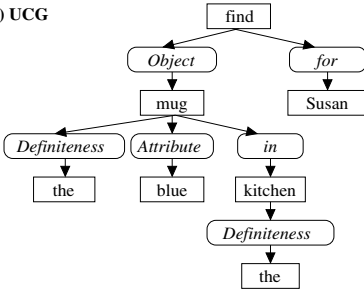 ) UCG
find
Object for
mug Susan
Definiteness Attribute in
the blue kitchen
Definiteness
the